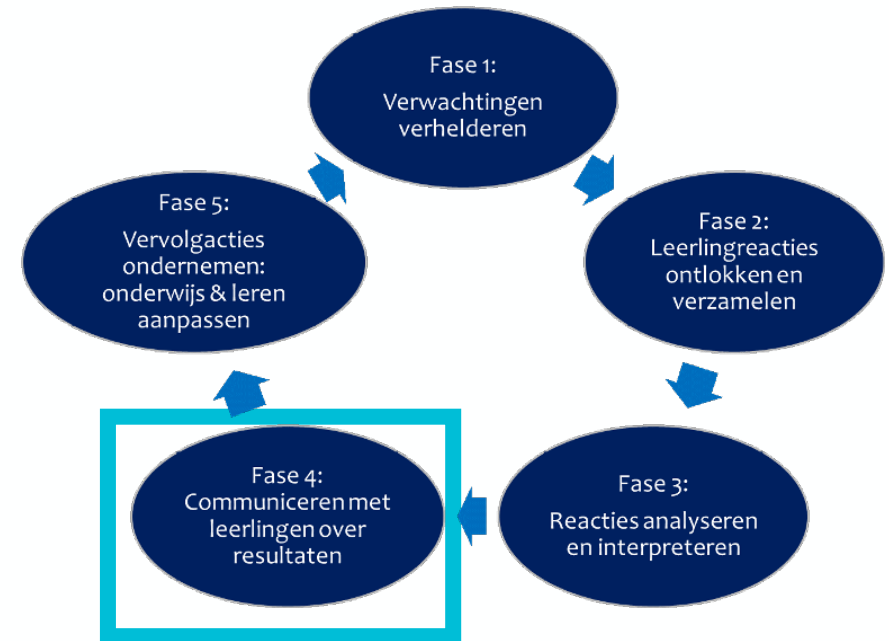 Fase 1:
Verwachtingen
verhelderen
Fase 2:
Leerlingreacties
ontlokken en
verzamelen
Fase 3:
Reacties analyseren
en interpreteren
Fase 4:
Communiceren met
leerlingen over
resultaten
Fase 5:
Vervolgacties
ondernemen:
onderwijs & leren
aanpassen